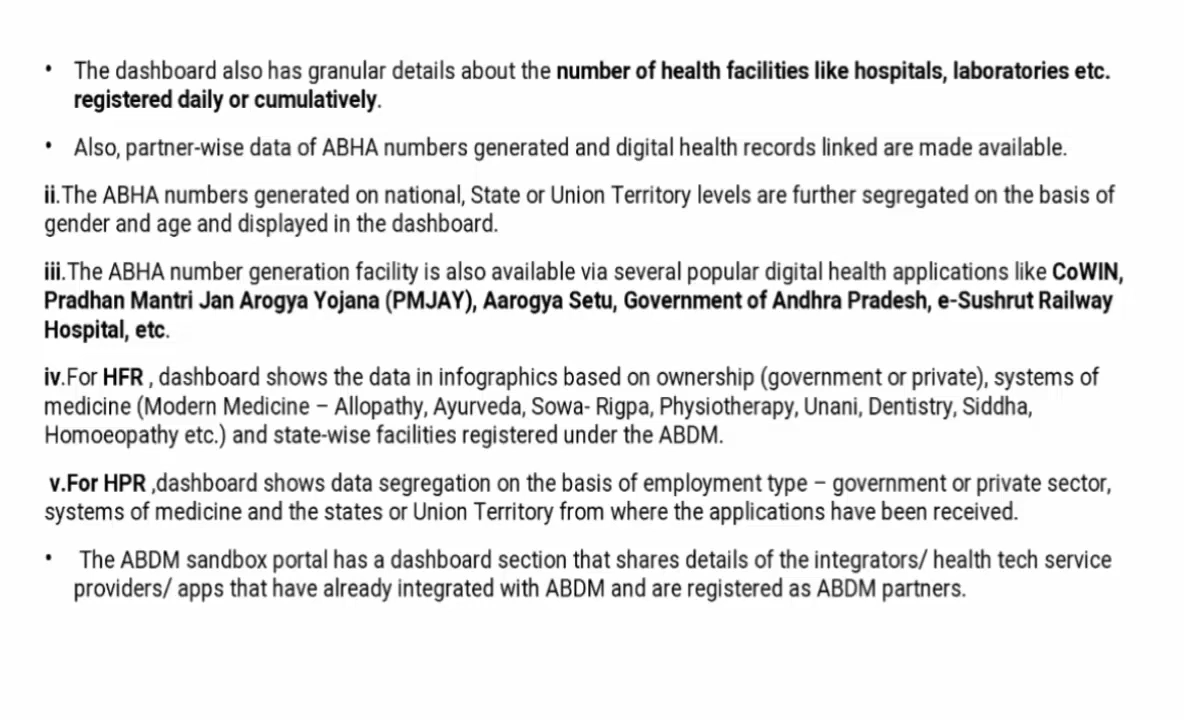 • The dashboard also has granular details about the number of health facilities like hospitals, laboratories etc.
registered daily or cumulatively.
• Also, partner-wise data of ABHA numbers generated and digital health records linked are made available.
ii.The ABHA numbers generated on national, State or Union Territory levels are further segregated on the basis of
gender and age and displayed in the dashboard.
iii.The ABHA number generation facility is also available via several popular digital health applications like CoWIN,
Pradhan Mantri Jan Arogya Yojana (PMJAY), Aarogya Setu, Government of Andhra Pradesh, e-Sushrut Railway
Hospital, etc.
iv.For HFR , dashboard shows the data in infographics based on ownership (government or private), systems of
medicine (Modern Medicine – Allopathy, Ayurveda, Sowa- Rigpa, Physiotherapy, Unani, Dentistry, Siddha,
Homoeopathy etc.) and state-wise facilities registered under the ABDM.
v.For HPR ,dashboard shows data segregation on the basis of employment type – government or private sector,
systems of medicine and the states or Union Territory from where the applications have been received.
• The ABDM sandbox portal has a dashboard section that shares details of the integrators/ health tech service
providers/ apps that have already integrated with ABDM and are registered as ABDM partners.